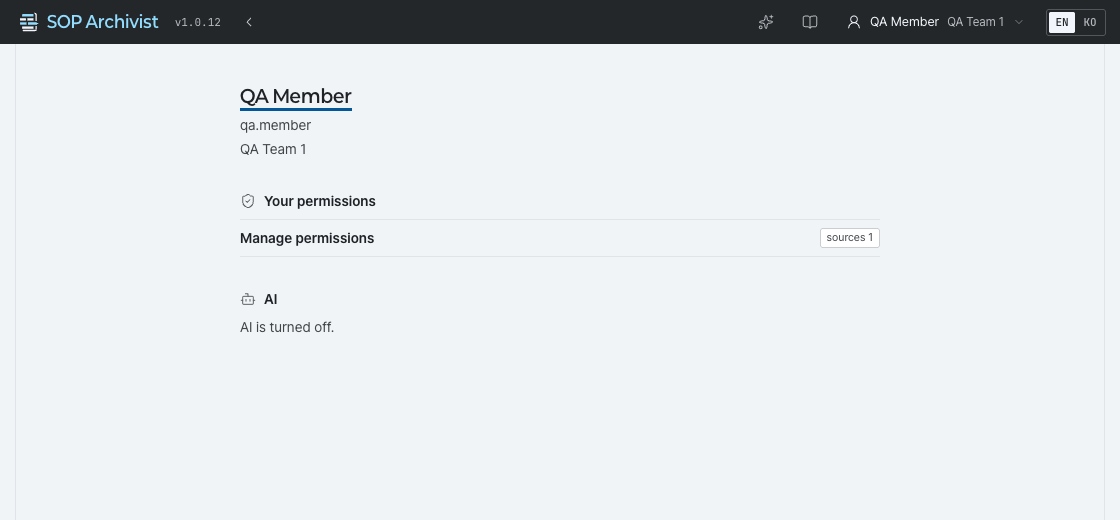 SOP Archivist v1.0.12 QA Member QA Team 1 EN KO
QA Member
qa.member
QA Team 1
Your permissions
Manage permissions sources 1
AI
AI is turned off.